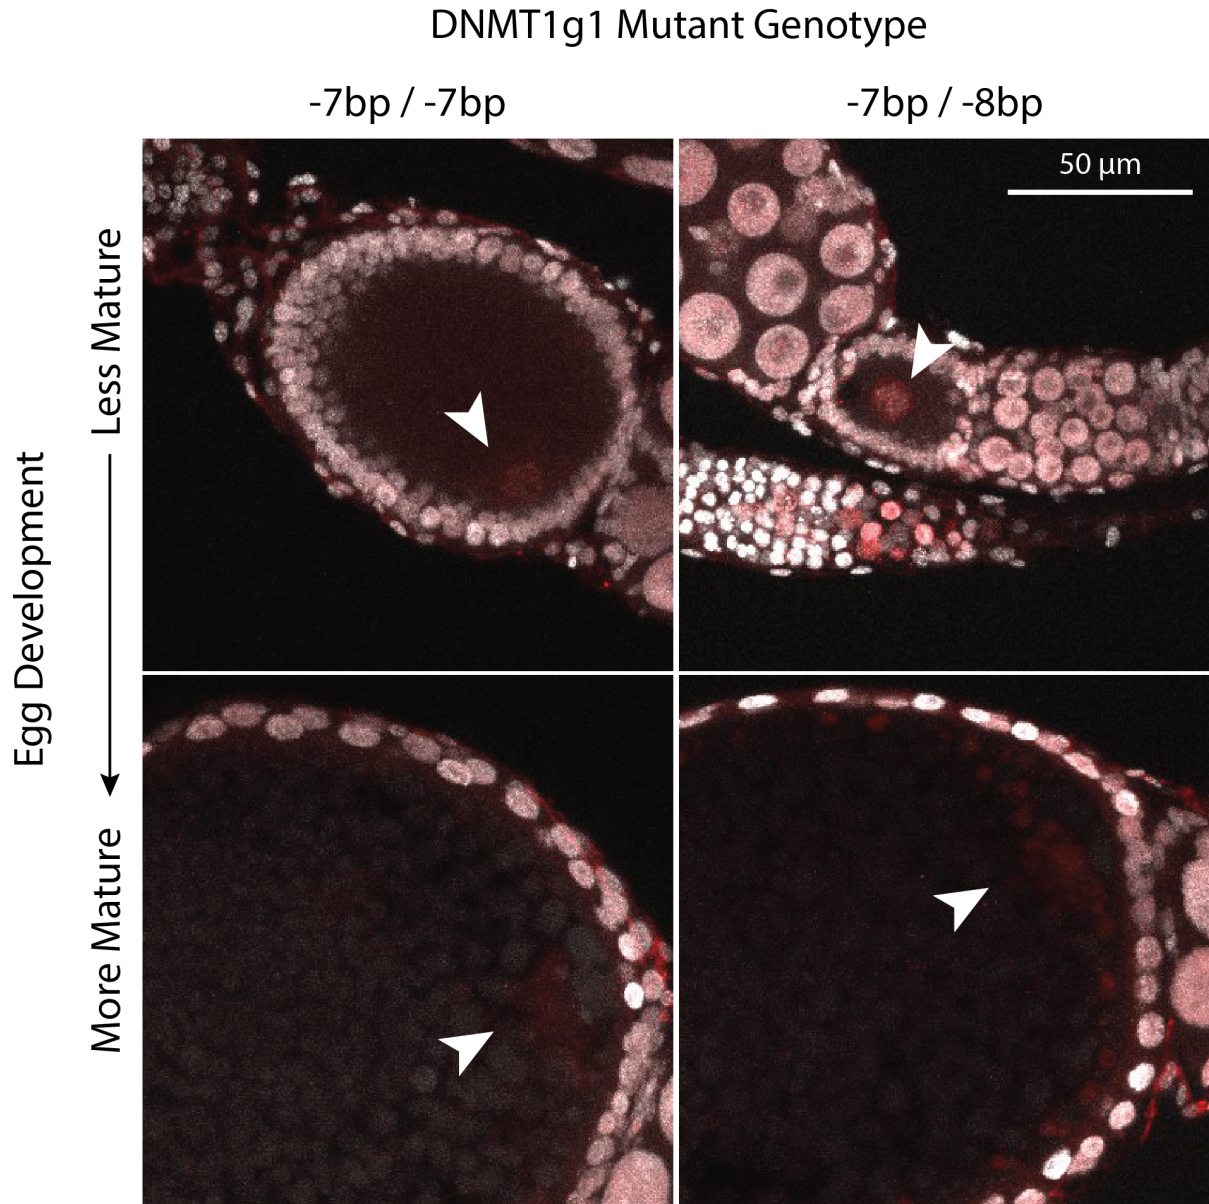 DNMT1g1 Mutant Genotype
-7bp / -7bp
-7bp / -8bp
50 µm
Egg Development
Less Mature
More Mature